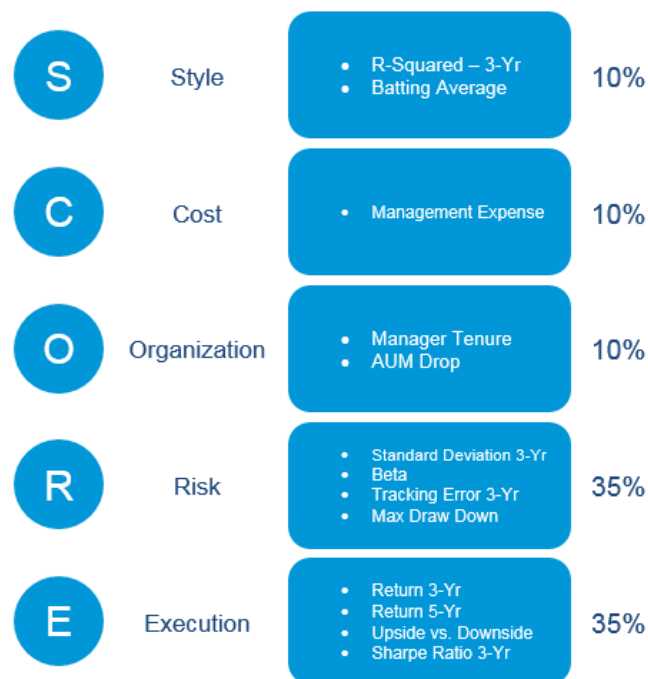 S
Style
• R-Squared – 3-Yr
• Batting Average
10%
C
Cost
• Management Expense
10%
O
Organization
• Manager Tenure
• AUM Drop
10%
R
Risk
• Standard Deviation 3-Yr
• Beta
• Tracking Error 3-Yr
• Max Draw Down
35%
E
Execution
• Return 3-Yr
• Return 5-Yr
• Upside vs. Downside
• Sharpe Ratio 3-Yr
35%